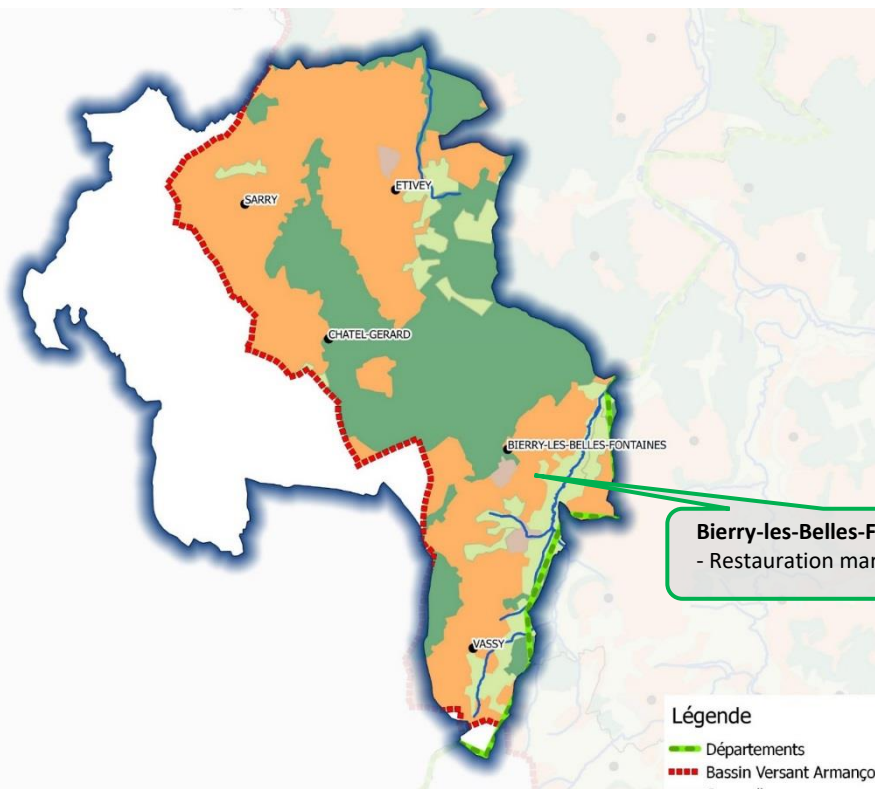 ETIVEY
SARRY
CHATEL-GERARD
BIERRY-LES-BELLES-FONTAINES
Bierry-les-Belles-F
- Restauration mar
VASSY
Légende
Départements
Bassin Versant Armanço